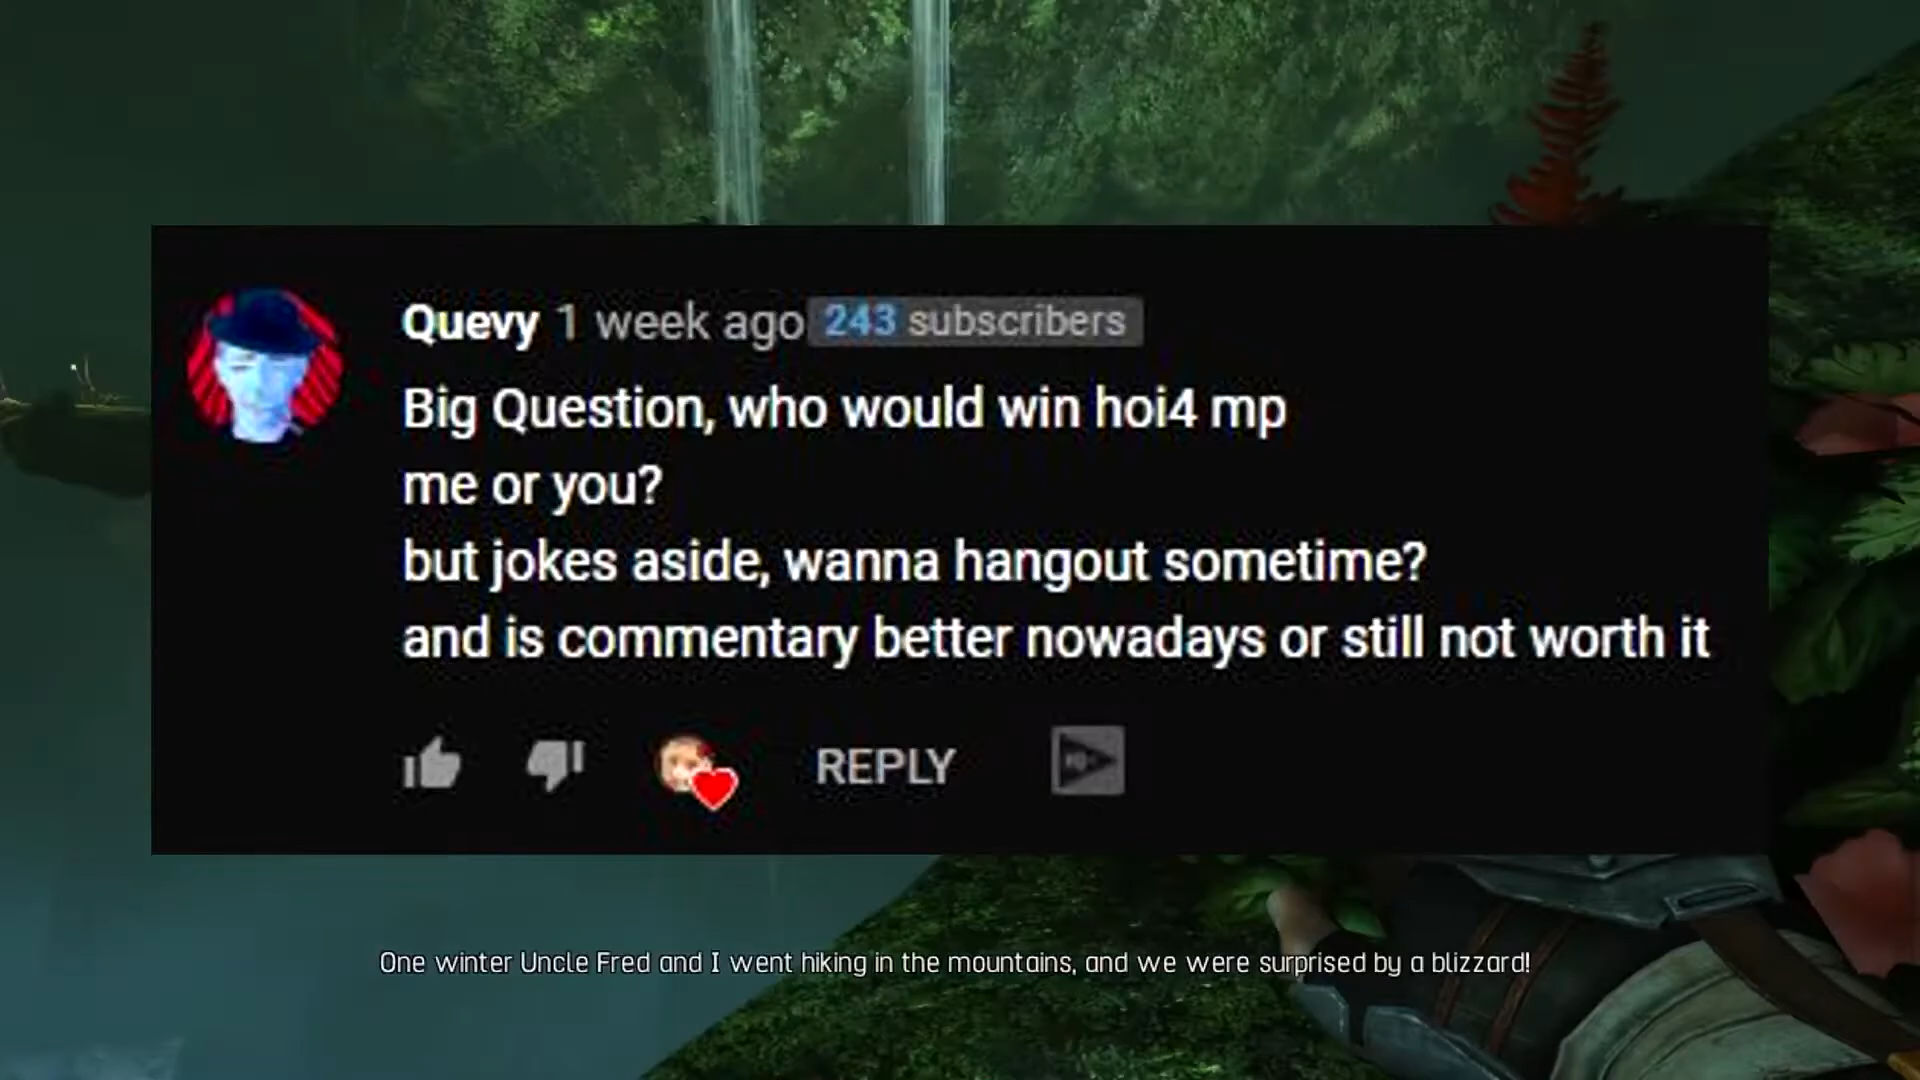 Quevy 1 week ago 243 subscribers
Big Question, who would win hoi4 mp
me or you?
but jokes aside, wanna hangout sometime?
and is commentary better nowadays or still not worth it
REPLY
One winter Uncle Fred and I went hiking in the mountains, and we were surprised by a blizzard!